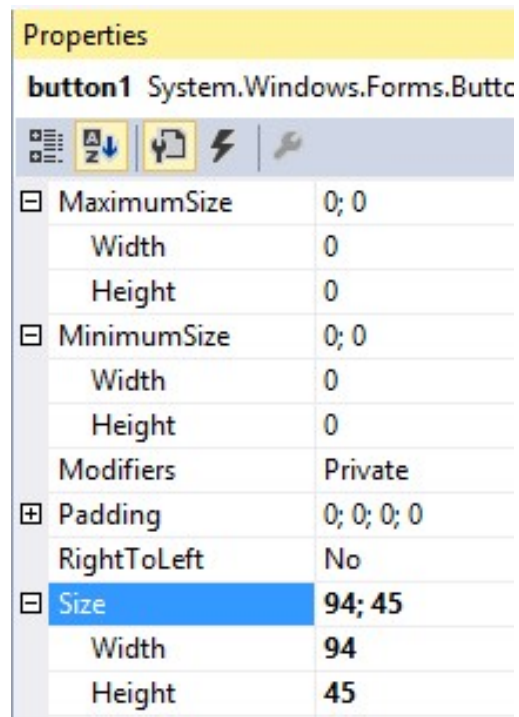 Properties
button1 System.Windows.Forms.Butto
MaximumSize 0; 0
Width 0
Height 0
MinimumSize 0; 0
Width 0
Height 0
Modifiers Private
Padding 0; 0; 0; 0
RightToLeft No
Size 94; 45
Width 94
Height 45